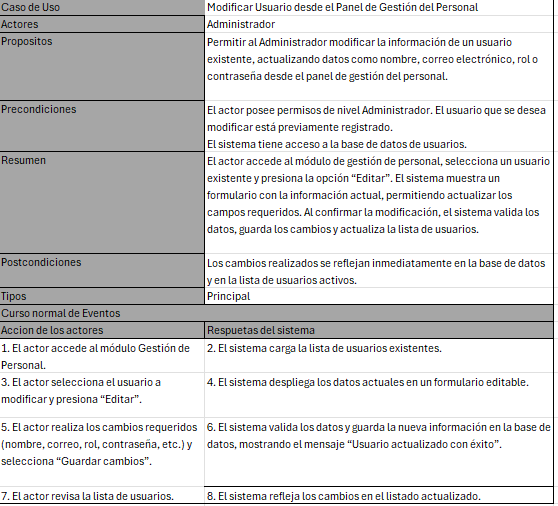 Caso de Uso Modificar Usuario desde el Panel de Gestión del Personal
Actores Administrador
Propositos Permitir al Administrador modificar la información de un usuario
existente, actualizando datos como nombre, correo electrónico, rol o
contraseña desde el panel de gestión del personal.
Precondiciones El actor posee permisos de nivel Administrador. El usuario que se desea
modificar está previamente registrado.
El sistema tiene acceso a la base de datos de usuarios.
Resumen El actor accede al módulo de gestión de personal, selecciona un usuario
existente y presiona la opción “Editar”. El sistema muestra un
formulario con la información actual, permitiendo actualizar los
campos requeridos. Al confirmar la modificación, el sistema valida los
datos, guarda los cambios y actualiza la lista de usuarios.
Postcondiciones Los cambios realizados se reflejan inmediatamente en la base de datos
y en la lista de usuarios activos.
Tipos Principal
Curso normal de Eventos
Accion de los actores Respuetas del sistema
1. El actor accede al módulo Gestión de
Personal.
2. El sistema carga la lista de usuarios existentes.
3. El actor selecciona el usuario a
modificar y presiona “Editar”.
4. El sistema despliega los datos actuales en un formulario editable.
5. El actor realiza los cambios requeridos
(nombre, correo, rol, contraseña, etc.) y
selecciona “Guardar cambios”.
6. El sistema valida los datos y guarda la nueva información en la base de
datos, mostrando el mensaje “Usuario actualizado con éxito”.
7. El actor revisa la lista de usuarios.
8. El sistema refleja los cambios en el listado actualizado.